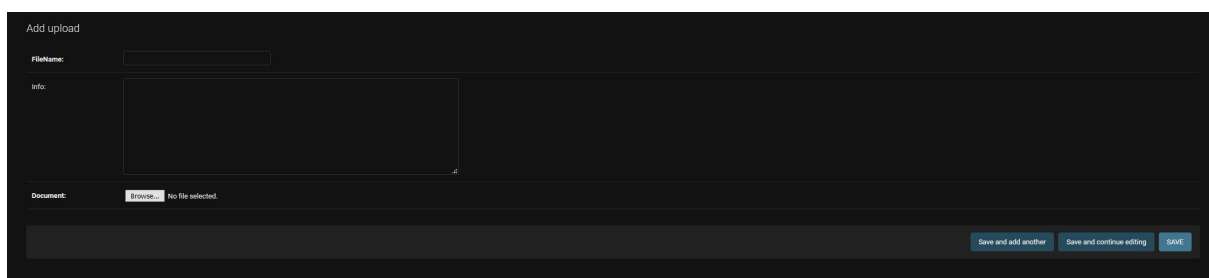 Add upload
FileName:
Info:
Document: Browse... No file selected.
Save and add another Save and continue editing SAVE